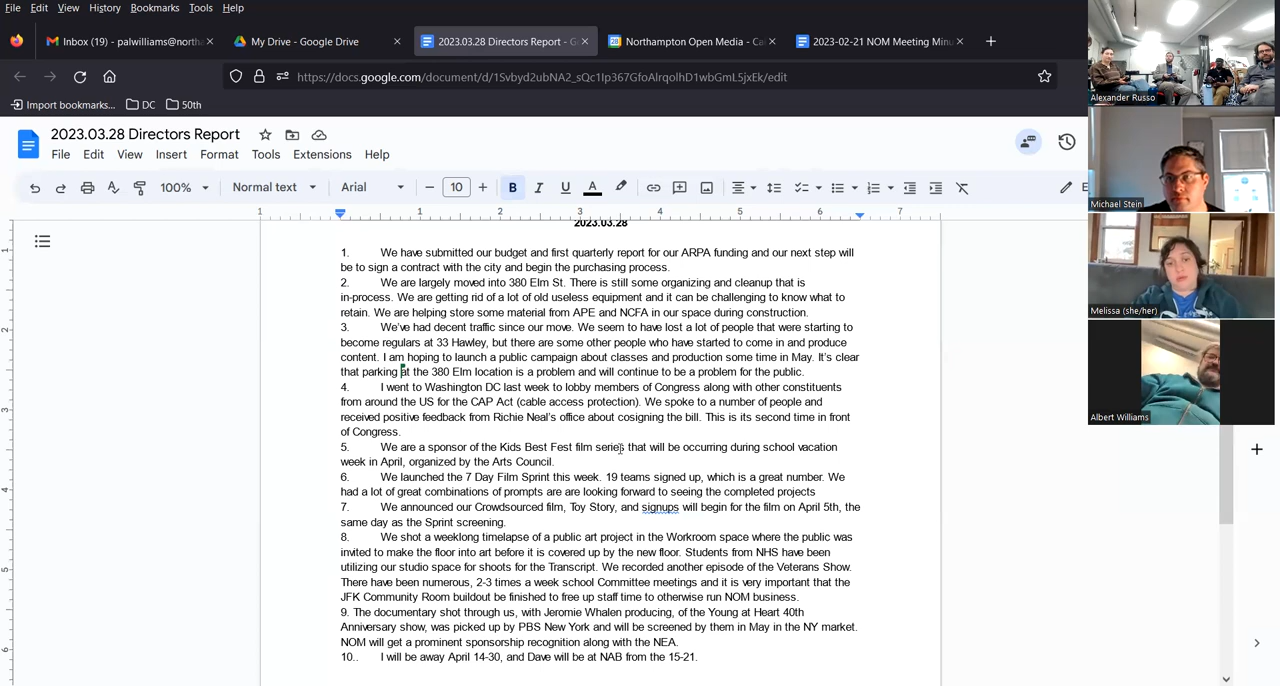 File Edit View History Bookmarks Tools Help
Inbox (19) - palwilliams@north
My Drive - Google Drive
2023.03.28 Directors Report - G
Northampton Open Media - Ca
2023-02-21 NOM Meeting Minu
https://docs.google.com/document/d/1Svbyd2ubNA2_sQc1Ip367GfoAlrqolhD1wbGmL5jxEk/edit
Import bookmarks... DC 50th
2023.03.28 Directors Report
File Edit View Insert Format Tools Extensions Help
100% Normal text Arial 10 B I U A
1 1 2 3 4 5 6 7
2023.03.28
1. We have submitted our budget and first quarterly report for our ARPA funding and our next step will
be to sign a contract with the city and begin the purchasing process.
2. We are largely moved into 380 Elm St. There is still some organizing and cleanup that is
in-process. We are getting rid of a lot of old useless equipment and it can be challenging to know what to
retain. We are helping store some material from APE and NCFA in our space during construction.
3. We've had decent traffic since our move. We seem to have lost a lot of people that were starting to
become regulars at 33 Hawley, but there are some other people who have started to come in and produce
content. I am hoping to launch a public campaign about classes and production some time in May. It's clear
that parking at the 380 Elm location is a problem and will continue to be a problem for the public.
4. I went to Washington DC last week to lobby members of Congress along with other constituents
from around the US for the CAP Act (cable access protection). We spoke to a number of people and
received positive feedback from Richie Neal's office about cosigning the bill. This is its second time in front
of Congress.
5. We are a sponsor of the Kids Best Fest film series that will be occurring during school vacation
week in April, organized by the Arts Council.
6. We launched the 7 Day Film Sprint this week. 19 teams signed up, which is a great number. We
had a lot of great combinations of prompts are are looking forward to seeing the completed projects
7. We announced our Crowdsourced film, Toy Story, and signups will begin for the film on April 5th, the
same day as the Sprint screening.
8. We shot a weeklong timelapse of a public art project in the Workroom space where the public was
invited to make the floor into art before it is covered up by the new floor. Students from NHS have been
utilizing our studio space for shoots for the Transcript. We recorded another episode of the Veterans Show.
There have been numerous, 2-3 times a week school Committee meetings and it is very important that the
JFK Community Room buildout be finished to free up staff time to otherwise run NOM business.
9. The documentary shot through us, with Jeromie Whalen producing, of the Young at Heart 40th
Anniversary show, was picked up by PBS New York and will be screened by them in May in the NY market.
NOM will get a prominent sponsorship recognition along with the NEA.
10.. I will be away April 14-30, and Dave will be at NAB from the 15-21.
Alexander Russo
Michael Stein
Melissa (she/her)
Albert Williams